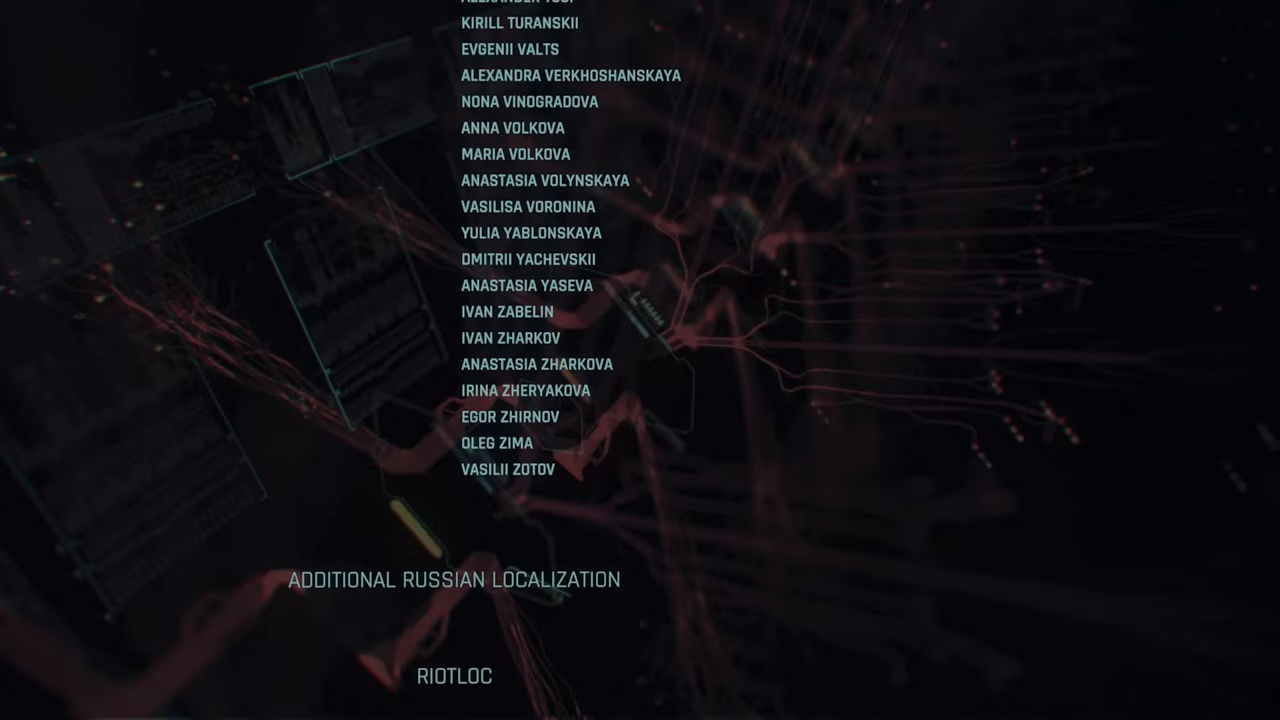 KIRILL TURANSKII
EVGENII VALTS
ALEXANDRA VERKHOSHANSKAYA
NONA VINOGRADOVA
ANNA VOLKOVA
MARIA VOLKOVA
ANASTASIA VOLYNSKAYA
VASILISA VORONINA
YULIA YABLONSKAYA
DMITRII YACHEVSKII
ANASTASIA YASEVA
IVAN ZABELIN
IVAN ZHARKOV
ANASTASIA ZHARKOVA
IRINA ZHERYAKOVA
EGOR ZHIRNOV
OLEG ZIMA
VASILII ZOTOV
ADDITIONAL RUSSIAN LOCALIZATION
RIOTLOC